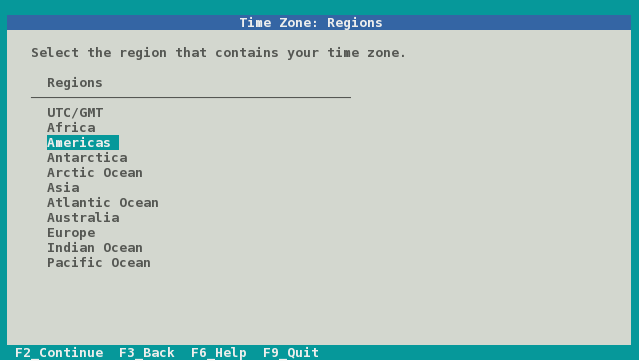 Time Zone: Regions
Select the region that contains your time zone.
Regions
UTC/GMT
Africa
Americas
Antarctica
Arctic Ocean
Asia
Atlantic Ocean
Australia
Europe
Indian Ocean
Pacific Ocean
F2_Continue  F3_Back  F6_Help  F9_Quit